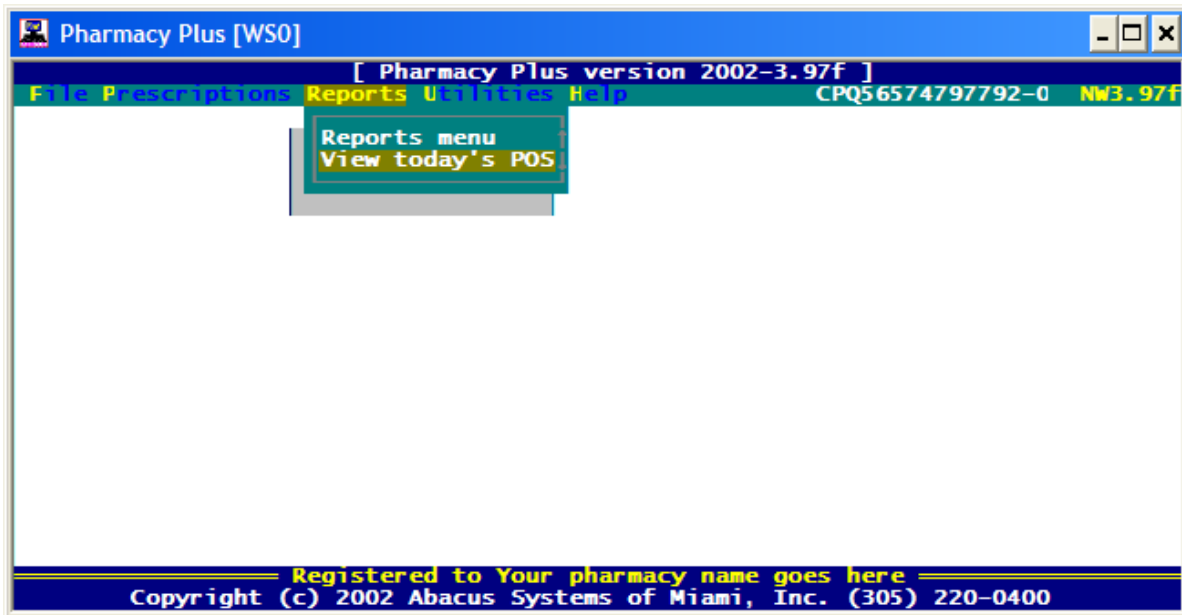 Pharmacy Plus [WS0]
[ Pharmacy Plus version 2002-3.97f ]
File Prescriptions Reports Utilities Help CPQ56574797792-0 NW3.97f
Reports menu
View today's POS
Registered to Your pharmacy name goes here
Copyright (c) 2002 Abacus Systems of Miami, Inc. (305) 220-0400